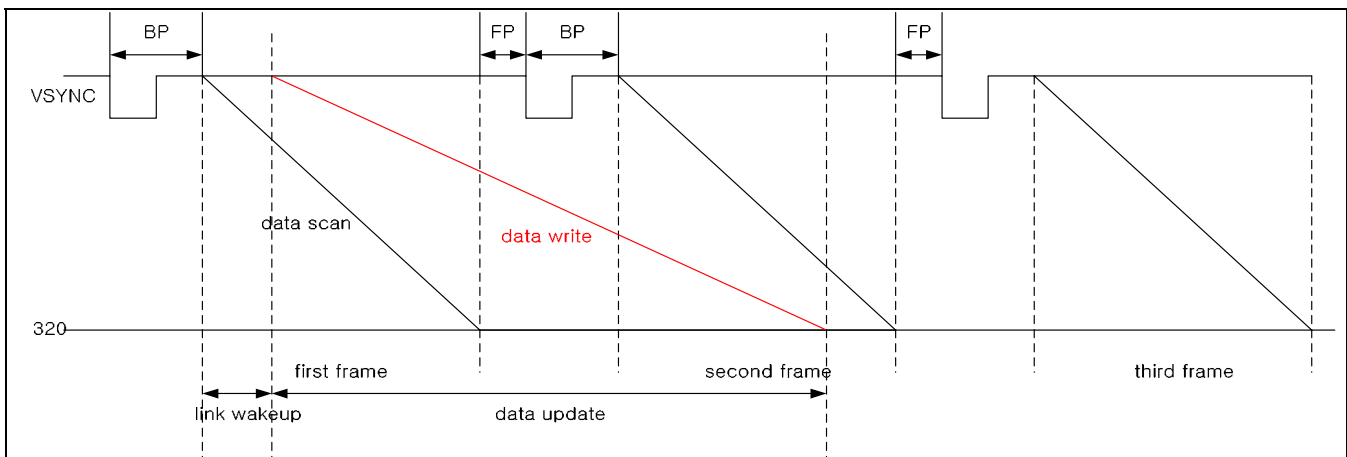 BP
FP
BP
FP
VSYNC
data scan
data write
320
first frame
second frame
third frame
link wakeup
data update